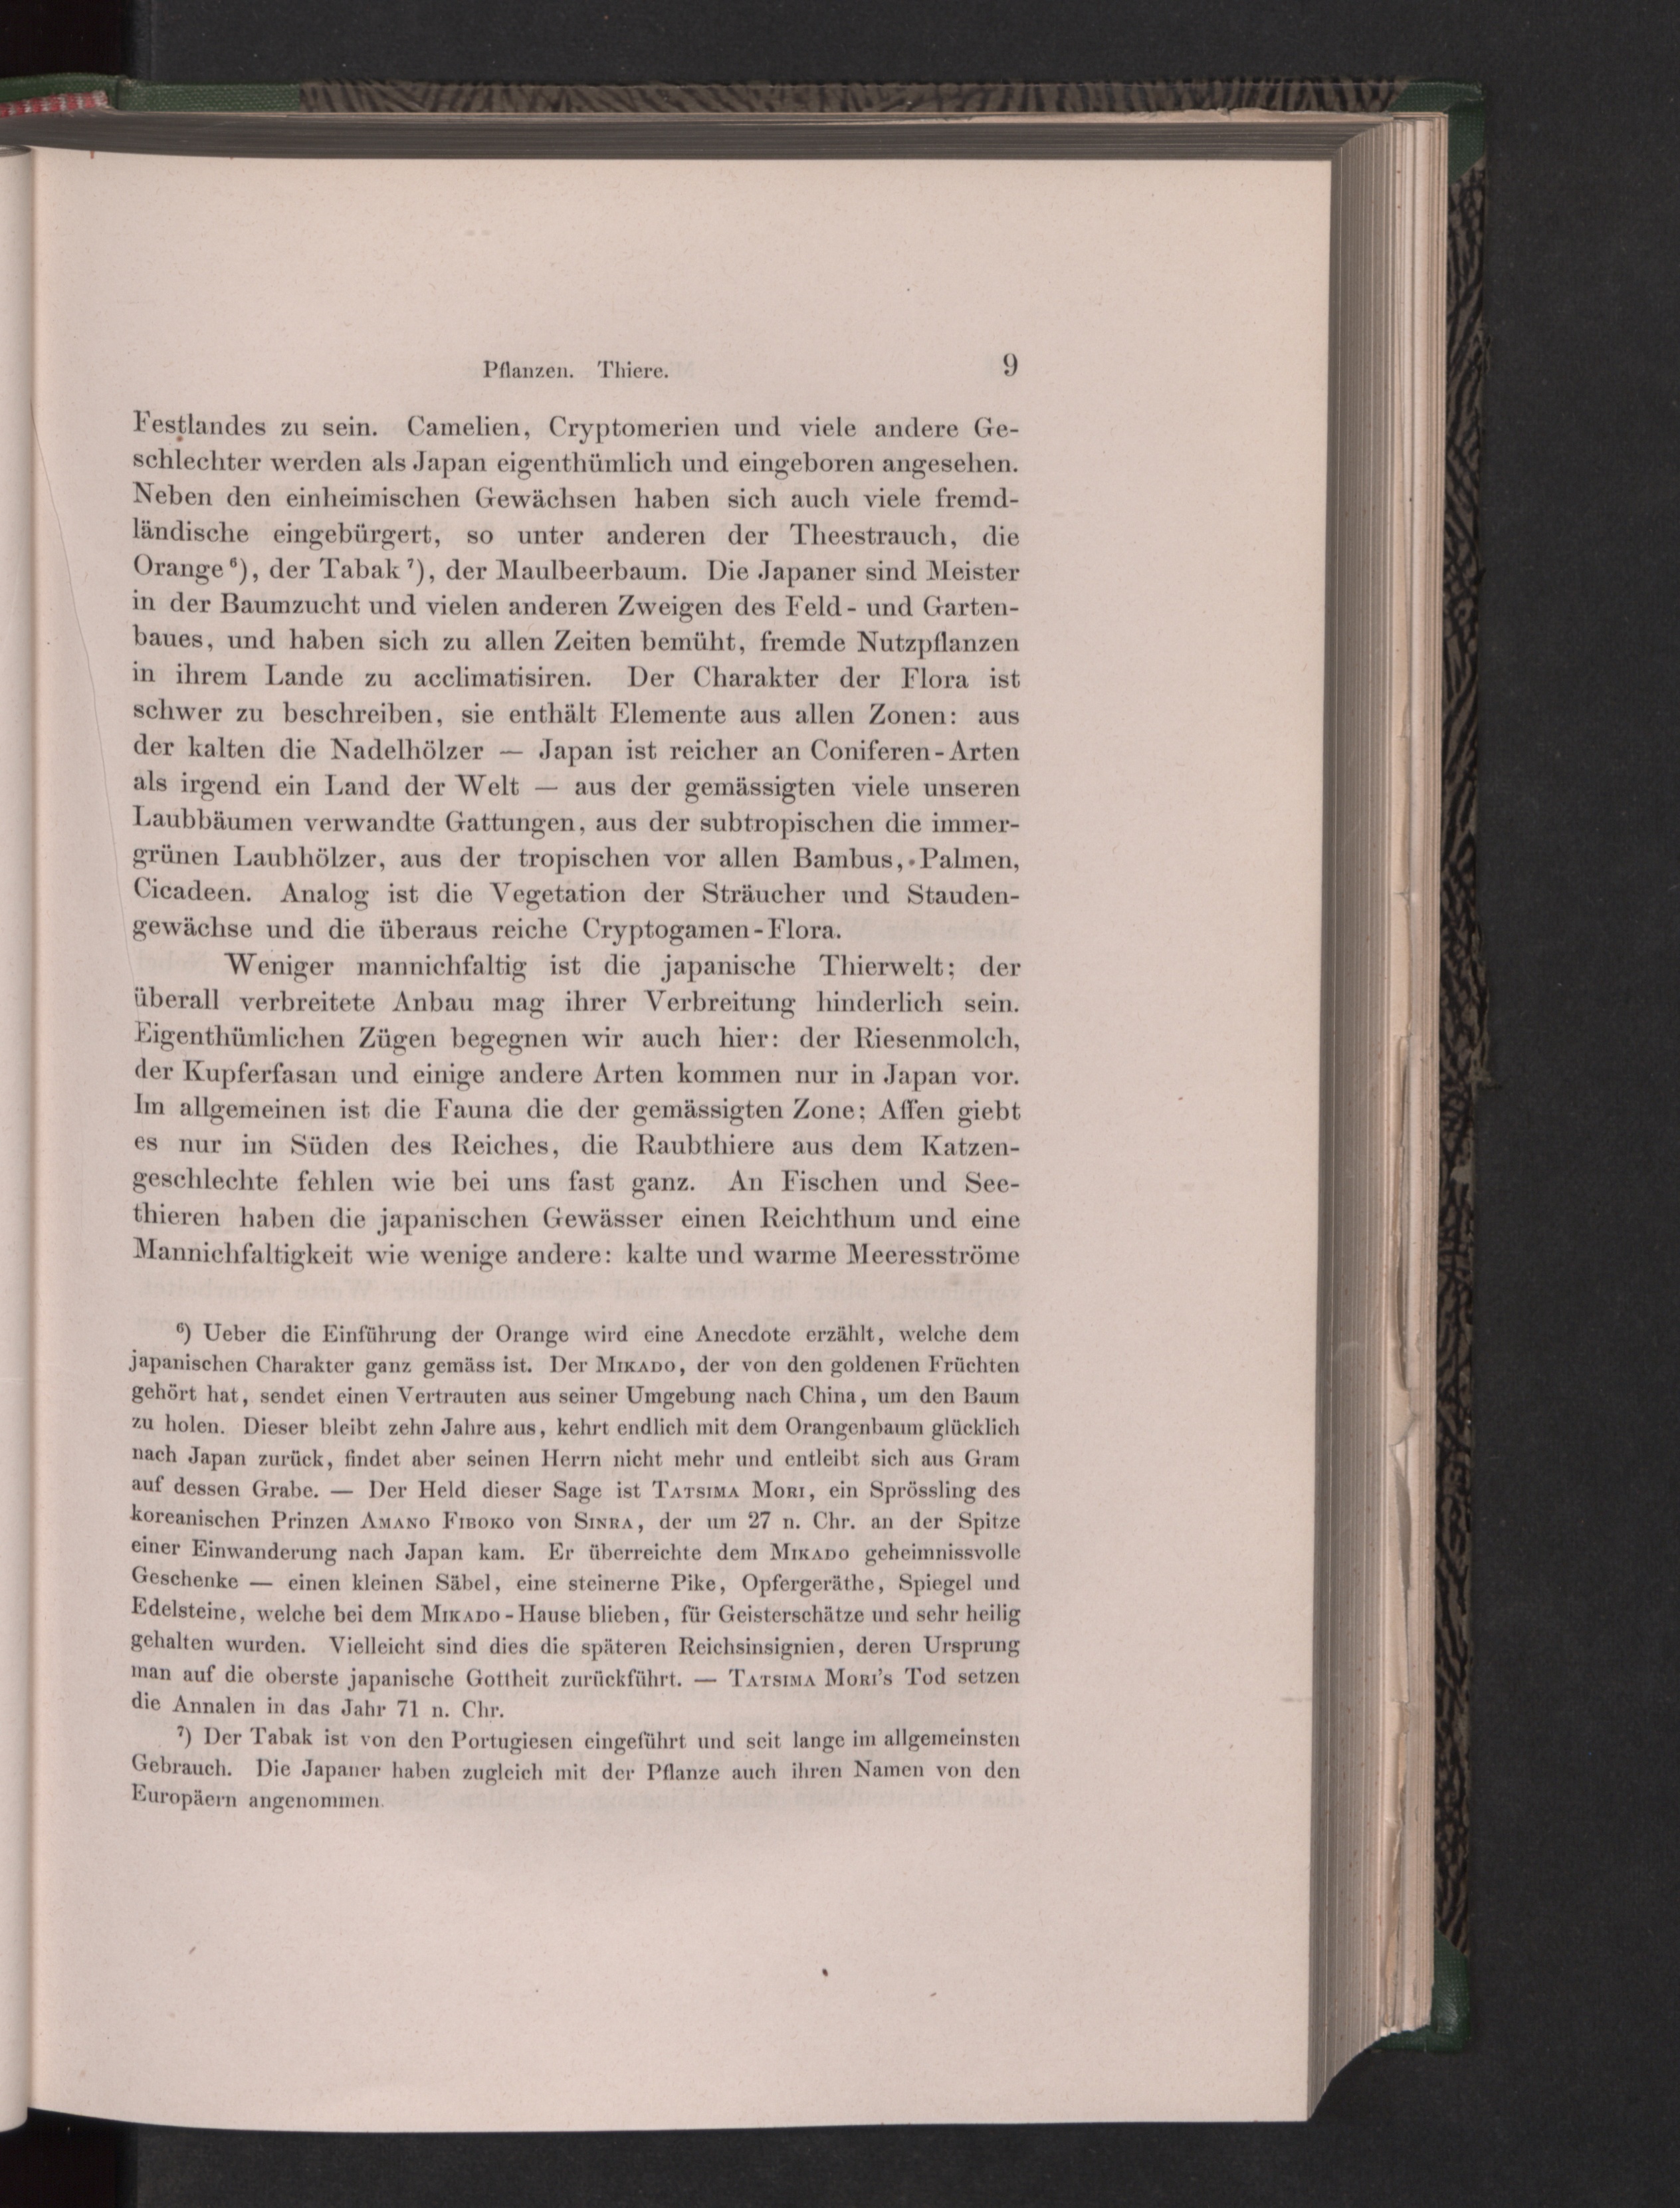 Pflanzen. Thiere. 9
Festlandes zu sein. Camelien, Cryptomerien und viele andere Ge-
schlechter werden als Japan eigenthümlich und eingeboren angesehen.
Neben den einheimischen Gewächsen haben sich auch viele fremd-
ländische eingebürgert, so unter anderen der Theestrauch, die
Orange⁶), der Tabak⁷), der Maulbeerbaum. Die Japaner sind Meister
in der Baumzucht und vielen anderen Zweigen des Feld- und Garten-
baues, und haben sich zu allen Zeiten bemüht, fremde Nutzpflanzen
in ihrem Lande zu acclimatisiren. Der Charakter der Flora ist
schwer zu beschreiben, sie enthält Elemente aus allen Zonen: aus
der kalten die Nadelhölzer — Japan ist reicher an Coniferen-Arten
als irgend ein Land der Welt — aus der gemässigten viele unseren
Laubbäumen verwandte Gattungen, aus der subtropischen die immer-
grünen Laubhölzer, aus der tropischen vor allen Bambus, Palmen,
Cicadeen. Analog ist die Vegetation der Sträucher und Stauden-
gewächse und die überaus reiche Cryptogamen-Flora.
Weniger mannichfaltig ist die japanische Thierwelt; der
überall verbreitete Anbau mag ihrer Verbreitung hinderlich sein.
Eigenthümlichen Zügen begegnen wir auch hier: der Riesenmolch,
der Kupferfasan und einige andere Arten kommen nur in Japan vor.
Im allgemeinen ist die Fauna die der gemässigten Zone; Affen giebt
es nur im Süden des Reiches, die Raubthiere aus dem Katzen-
geschlechte fehlen wie bei uns fast ganz. An Fischen und See-
thieren haben die japanischen Gewässer einen Reichthum und eine
Mannichfaltigkeit wie wenige andere: kalte und warme Meeresströme
⁶) Ueber die Einführung der Orange wird eine Anecdote erzählt, welche dem
japanischen Charakter ganz gemäss ist. Der MIKADO, der von den goldenen Früchten
gehört hat, sendet einen Vertrauten aus seiner Umgebung nach China, um den Baum
zu holen. Dieser bleibt zehn Jahre aus, kehrt endlich mit dem Orangenbaum glücklich
nach Japan zurück, findet aber seinen Herrn nicht mehr und entleibt sich aus Gram
auf dessen Grabe. — Der Held dieser Sage ist TATSIMA MORI, ein Sprössling des
koreanischen Prinzen AMANO FIBOKO VON SINRA, der um 27 n. Chr. an der Spitze
einer Einwanderung nach Japan kam. Er überreichte dem MIKADO geheimnissvolle
Geschenke — einen kleinen Säbel, eine steinerne Pike, Opfergeräthe, Spiegel und
Edelsteine, welche bei dem MIKADO-Hause blieben, für Geisterschätze und sehr heilig
gehalten wurden. Vielleicht sind dies die späteren Reichsinsignien, deren Ursprung
man auf die oberste japanische Gottheit zurückführt. — TATSIMA MORI'S Tod setzen
die Annalen in das Jahr 71 n. Chr.
⁷) Der Tabak ist von den Portugiesen eingeführt und seit lange im allgemeinsten
Gebrauch. Die Japaner haben zugleich mit der Pflanze auch ihren Namen von den
Europäern angenommen.